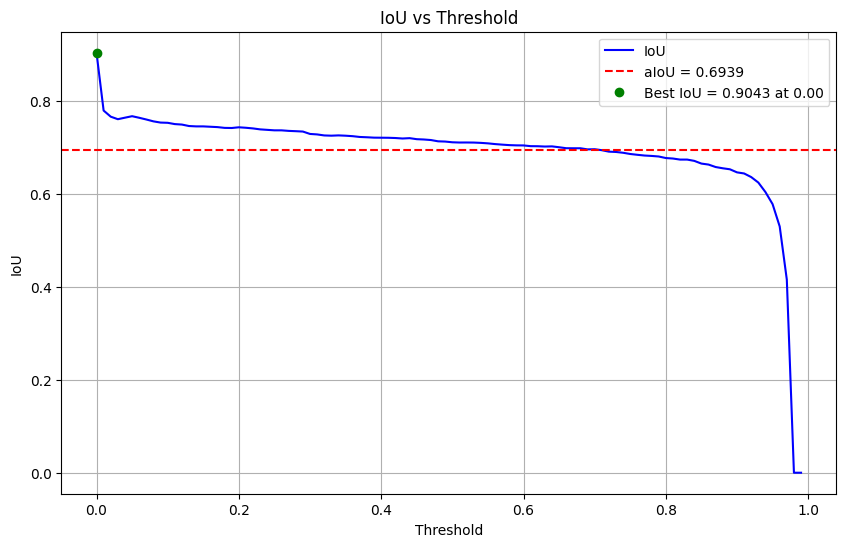 IoU vs Threshold
IoU
aIoU = 0.6939
Best IoU = 0.9043 at 0.00
0.8
0.6
0.4
0.2
0.0
IoU
0.0 0.2 0.4 0.6 0.8 1.0
Threshold